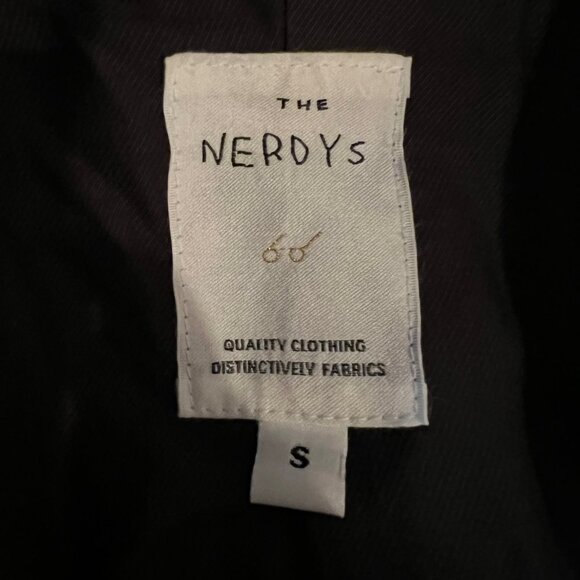 THE
NERDYS
QUALITY CLOTHING
DISTINCTIVELY FABRICS
S